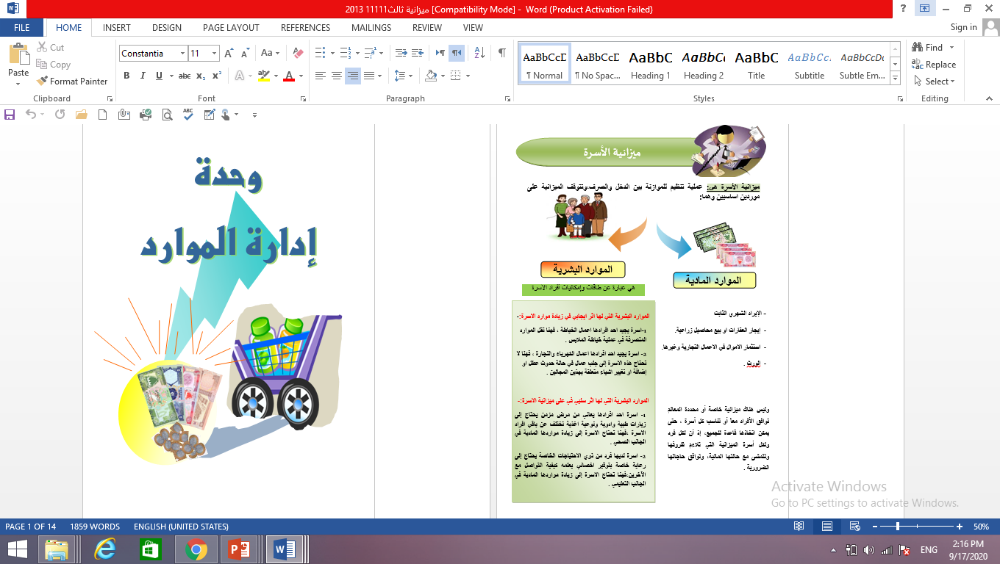 2013 11111ميزانية ثالث [Compatibility Mode] - Word (Product Activation Failed)
FILE HOME INSERT DESIGN PAGE LAYOUT REFERENCES MAILINGS REVIEW VIEW
Sign in
Paste
Cut
Copy
Format Painter
Clipboard
Constantia 11
Font
Paragraph
AaBbCcD AaBbCcD AaBbC AaBbCc AaBbC AaBbCc. AaBbCcDc
¶ Normal ¶ No Spac... Heading 1 Heading 2 Title Subtitle Subtle Em...
Styles
Find
Replace
Select
Editing
وحدة
إدارة الموارد
ميزانية الأسرة
ميزانية الأسرة هي: عملية تنظيم للموازنة بين الدخل والصرف،وتتوقف الميزانية على
موردين اساسيين وهما:
الموارد البشرية
هي عبارة عن طاقات وإمكانيات أفراد الاسرة
الموارد المادية
الموارد البشرية التي لها اثر ايجابي في زيادة موارد الاسرة:-
1-اسرة يجيد احد افرادها اعمال الخياطة ، فهنا تقل الموارد
المنصرفة في عملية خياطة الملابس .
2- اسرة يجيد احد أفرادها اعمال الكهرباء والنجارة ، فهنا لا
تحتاج هذه الاسرة إلى جلب عمال في حالة حدوث عطل او
إضافة او تغيير اشياء متعلقة بهذين المجالين .
الموارد البشرية التي لها اثر سلبي في على ميزانية الاسرة:-
1- اسرة احد افرادها يعاني من مرض مزمن يحتاج إلى
زيارات طبية وادوية ونوعية اغذية تختلف عن باقي افراد
الاسرة ،فهنا تحتاج الاسرة إلى زيادة مواردها المادية في
الجانب الصحي .
2- اسرة لديها فرد من ذوي الاحتياجات الخاصة يحتاج إلى
رعاية خاصة بتوفير اخصائي يعلمه كيفية التواصل مع
الآخرين،فهنا تحتاج الاسرة إلى زيادة مواردها المادية في
الجانب التعليمي .
- الإيراد الشهري الثابت
- إيجار العقارات او بيع محاصيل زراعية.
- استثمار الاموال في الاعمال التجارية وغيرها.
- الورث .
وليس هناك ميزانية خاصة أو محددة المعالم
توافق الأفراد معاً أو تناسب كل أسرة ، حتى
يمكن اتخاذها قاعدة للجميع، إذ أن لكل فرد
ولكل أسرة الميزانية التي تلاءم ظروفها
وتتمشى مع حالتها المالية، وتوافق حاجاتها
الضرورية .
Activate Windows
Go to PC settings to activate Windows.
PAGE 1 OF 14 1859 WORDS ENGLISH (UNITED STATES) 50%
ENG
2:16 PM
9/17/2020